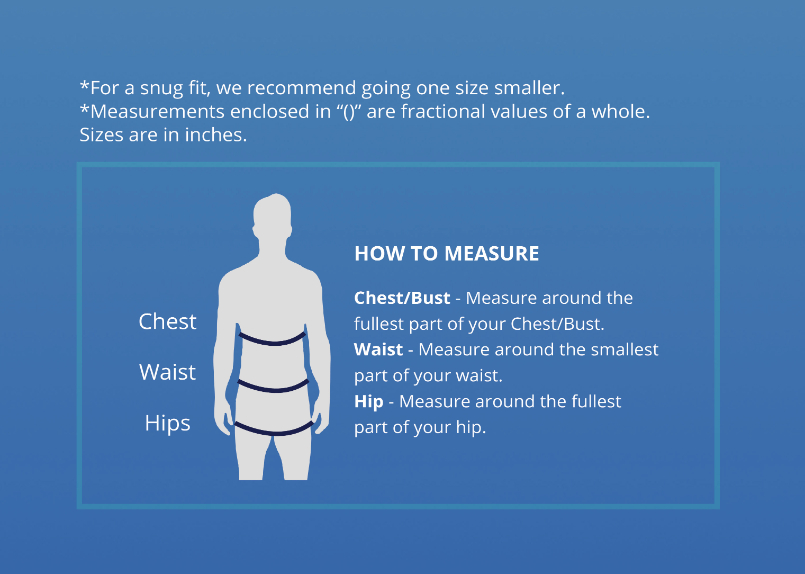 *For a snug fit, we recommend going one size smaller.
*Measurements enclosed in “()” are fractional values of a whole.
Sizes are in inches.
HOW TO MEASURE
Chest/Bust - Measure around the
fullest part of your Chest/Bust.
Waist - Measure around the smallest
part of your waist.
Hip - Measure around the fullest
part of your hip.
Chest
Waist
Hips